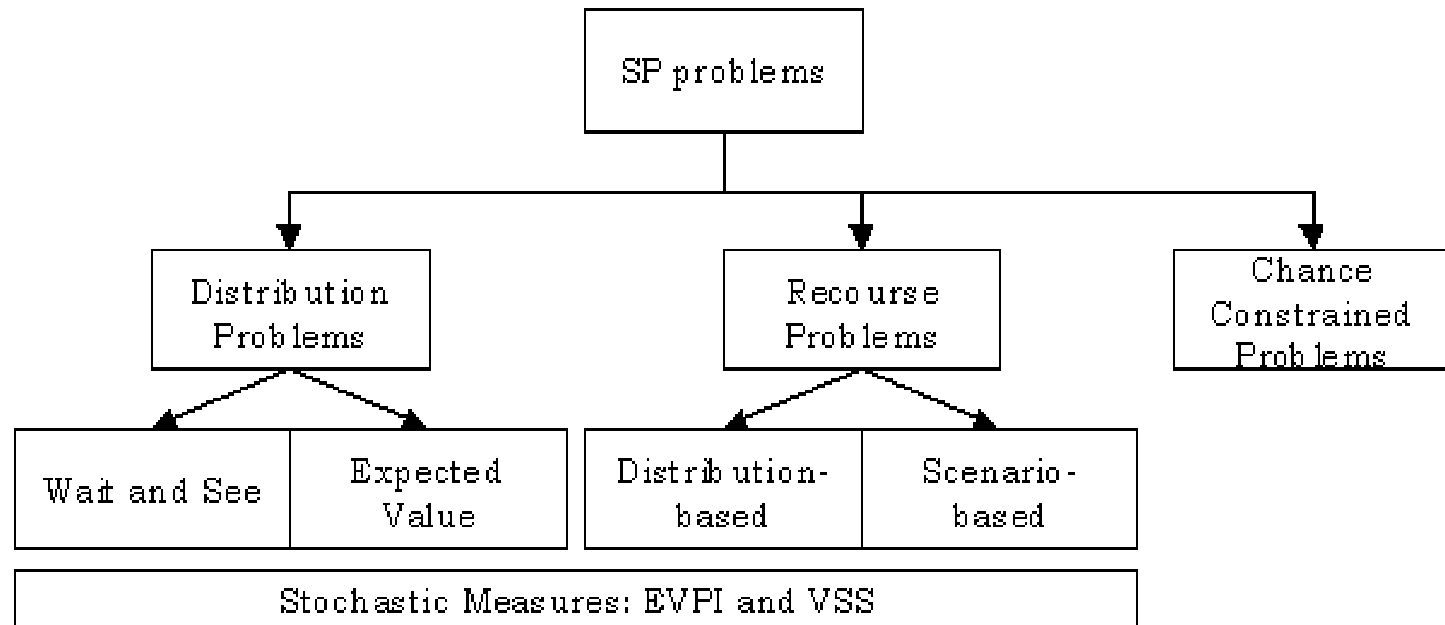 SP problems
Distribution
Problems
Recourse
Problems
Chance
Constrained
Problems
Wait and See
Expected
Value
Distribution-
based
Scenario-
based
Stochastic Measures: EVPI and VSS